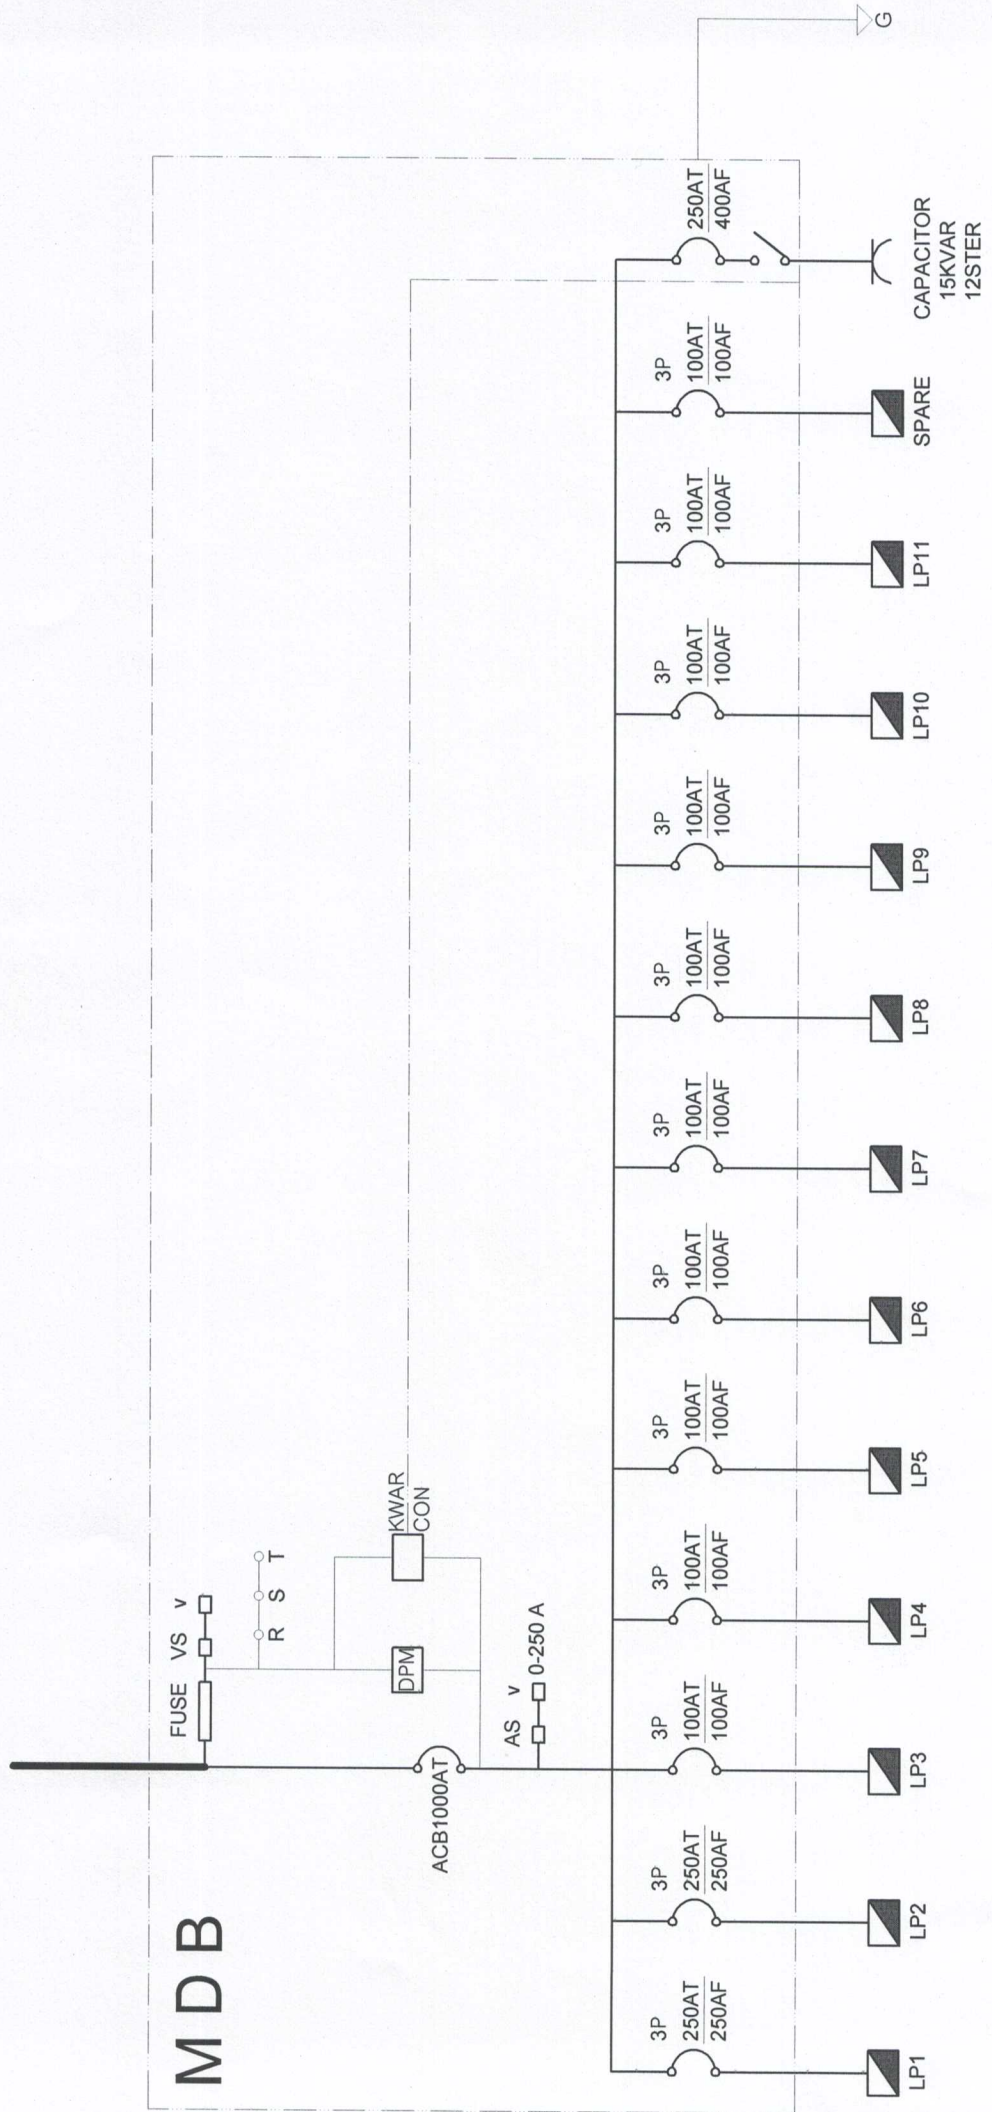 M D B
FUSE VS v
R S T
DPM
KWAR
CON
ACB1000AT
AS v
0-250 A
3P
250AT
250AF
3P
250AT
250AF
3P
100AT
100AF
3P
100AT
100AF
3P
100AT
100AF
3P
100AT
100AF
3P
100AT
100AF
3P
100AT
100AF
3P
100AT
100AF
3P
100AT
100AF
3P
100AT
100AF
3P
100AT
100AF
250AT
400AF
LP1
LP2
LP3
LP4
LP5
LP6
LP7
LP8
LP9
LP10
LP11
SPARE
CAPACITOR
15KVAR
12STER
G